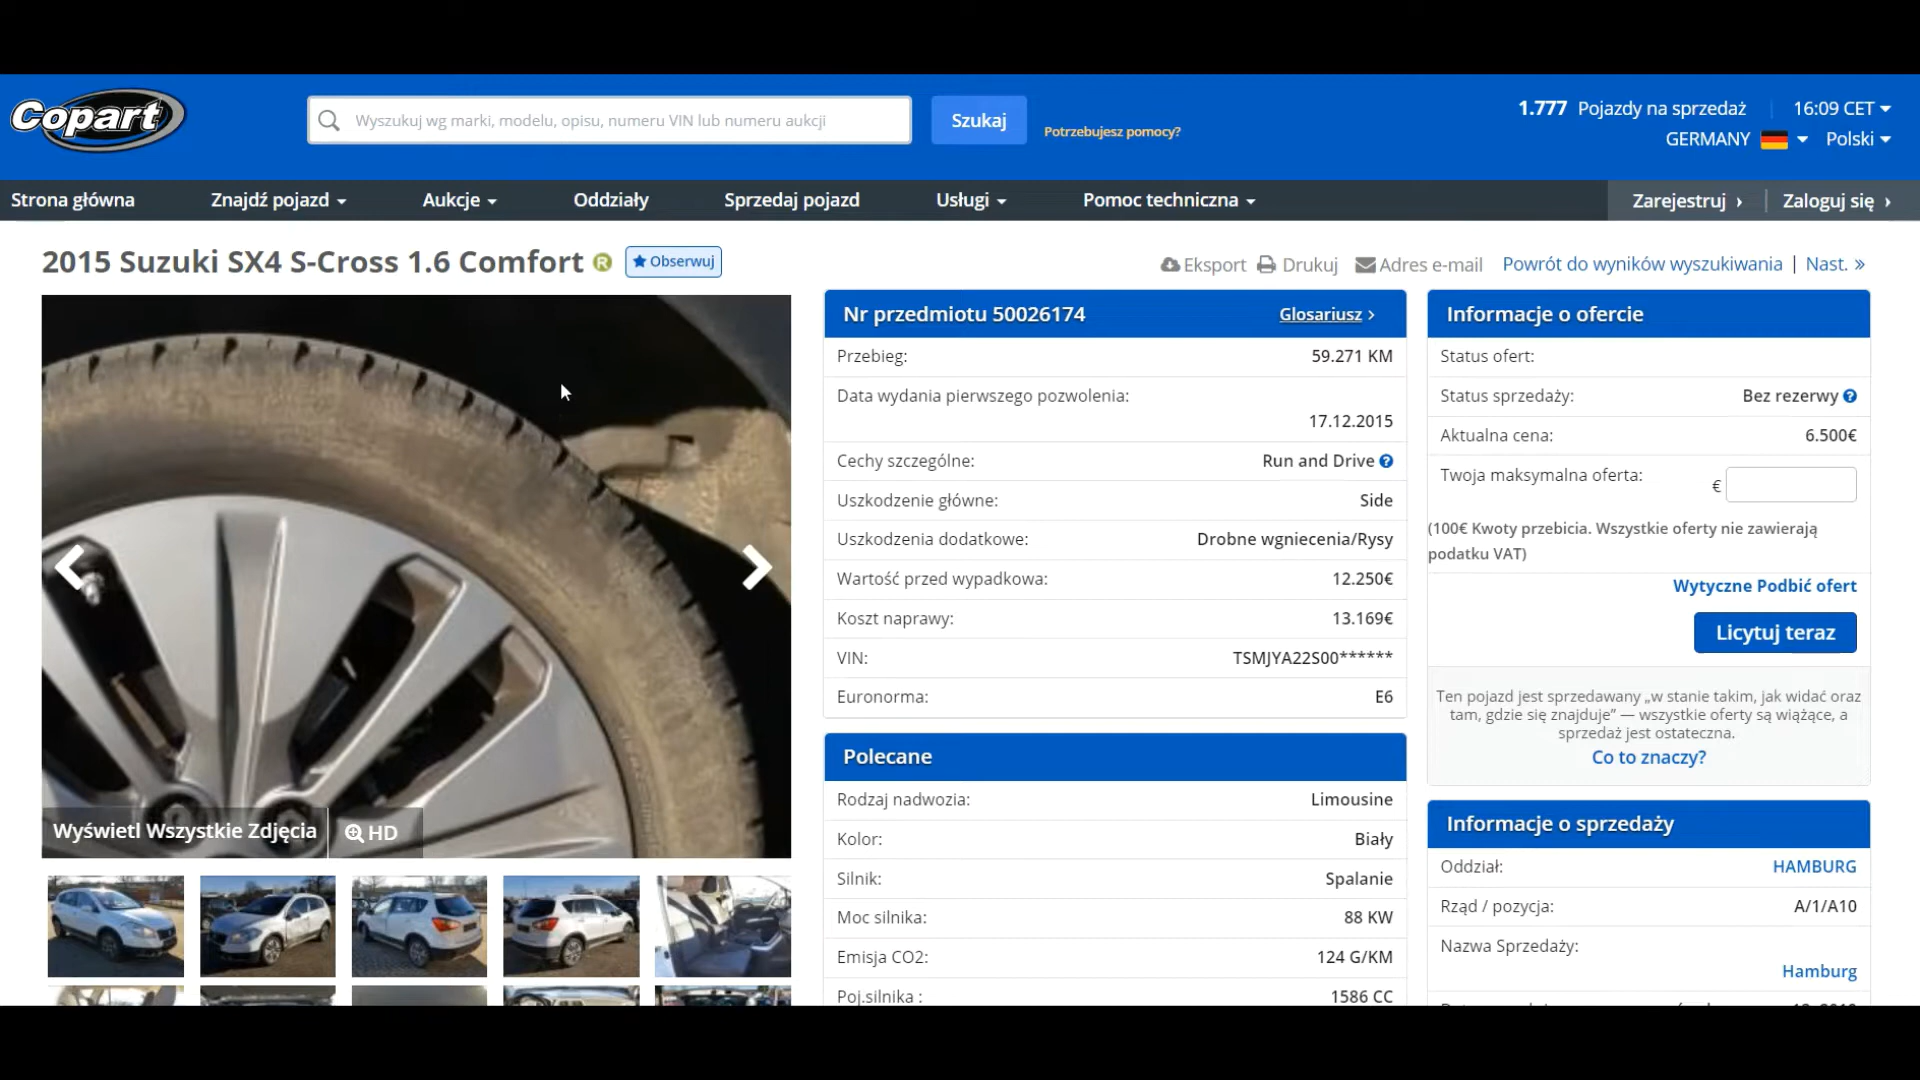 Copart
Wyszukuj wg marki, modelu, opisu, numeru VIN lub numeru aukcji
Szukaj
Potrzebujesz pomocy?
1.777 Pojazdy na sprzedaż
16:09 CET
GERMANY
Polski
Strona główna
Znajdź pojazd
Aukcje
Oddziały
Sprzedaj pojazd
Usługi
Pomoc techniczna
Zarejestruj
Zaloguj się
2015 Suzuki SX4 S-Cross 1.6 Comfort
R
Obserwuj
Eksport
Drukuj
Adres e-mail
Powrót do wyników wyszukiwania | Nast. »
Wyświetl Wszystkie Zdjęcia
HD
Nr przedmiotu 50026174
Glosariusz
Przebieg: 59.271 KM
Data wydania pierwszego pozwolenia:
17.12.2015
Cechy szczególne: Run and Drive ?
Uszkodzenie główne: Side
Uszkodzenia dodatkowe: Drobne wgniecenia/Rysy
Wartość przed wypadkowa: 12.250€
Koszt naprawy: 13.169€
VIN: TSMJYA22S00******
Euronorma: E6
Polecane
Rodzaj nadwozia: Limousine
Kolor: Biały
Silnik: Spalanie
Moc silnika: 88 KW
Emisja CO2: 124 G/KM
Poj.silnika : 1586 CC
Informacje o ofercie
Status ofert:
Status sprzedaży: Bez rezerwy ?
Aktualna cena: 6.500€
Twoja maksymalna oferta: €
(100€ Kwoty przebicia. Wszystkie oferty nie zawierają
podatku VAT)
Wytyczne Podbić ofert
Licytuj teraz
Ten pojazd jest sprzedawany „w stanie takim, jak widać oraz
tam, gdzie się znajduje” — wszystkie oferty są wiążące, a
sprzedaż jest ostateczna.
Co to znaczy?
Informacje o sprzedaży
Oddział: HAMBURG
Rząd / pozycja: A/1/A10
Nazwa Sprzedaży:
Hamburg